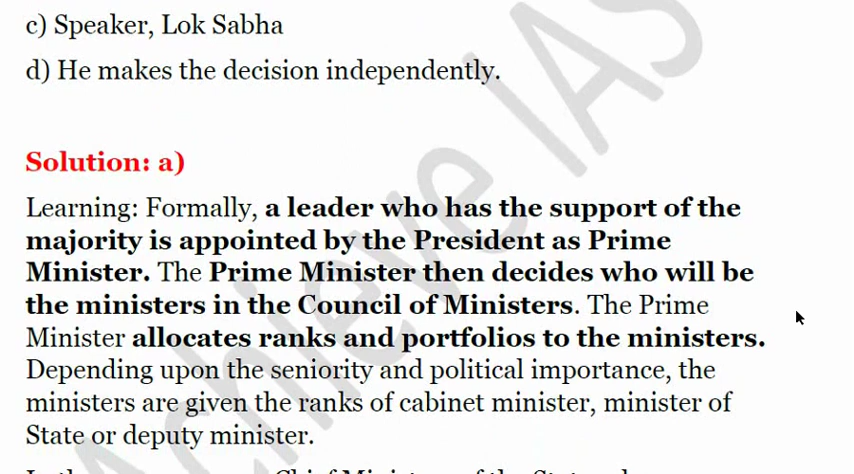 c) Speaker, Lok Sabha
d) He makes the decision independently.
Solution: a)
Learning: Formally, a leader who has the support of the
majority is appointed by the President as Prime
Minister. The Prime Minister then decides who will be
the ministers in the Council of Ministers. The Prime
Minister allocates ranks and portfolios to the ministers.
Depending upon the seniority and political importance, the
ministers are given the ranks of cabinet minister, minister of
State or deputy minister.
Achieve IAS